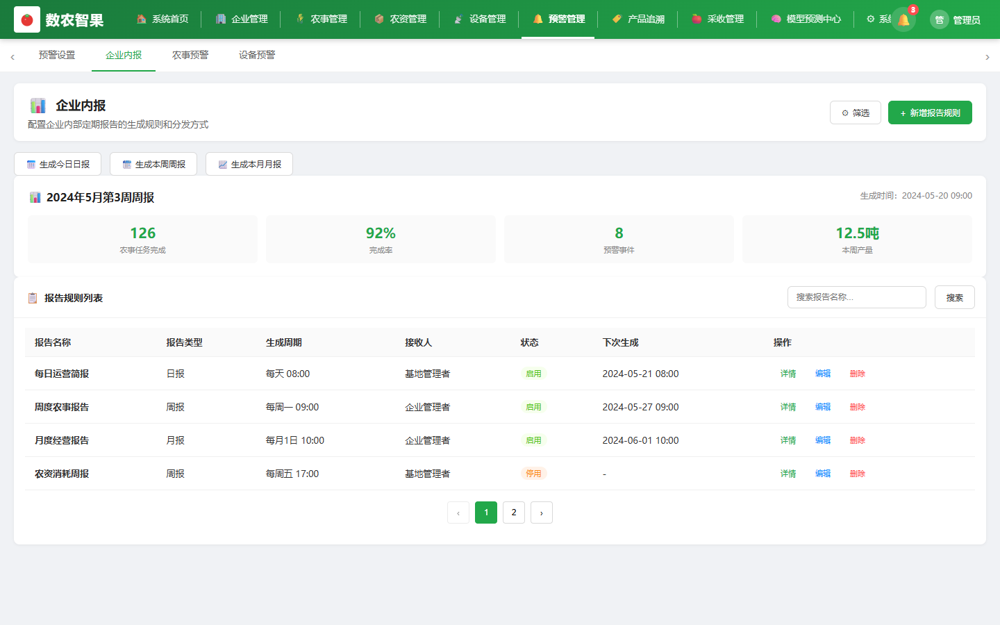 数农智果
系统首页 企业管理 农事管理 农资管理 设备管理 预警管理 产品追溯 采收管理 模型预测中心 系 3 管 管理员
‹ 预警设置 企业内报 农事预警 设备预警 ›
企业内报
配置企业内部定期报告的生成规则和分发方式
筛选 + 新增报告规则
生成今日日报 生成本周周报 生成本月月报
2024年5月第3周周报
生成时间：2024-05-20 09:00
126 92% 8 12.5吨
农事任务完成 完成率 预警事件 本周产量
报告规则列表 搜索报告名称... 搜索
报告名称 报告类型 生成周期 接收人 状态 下次生成 操作
每日运营简报 日报 每天 08:00 基地管理者 启用 2024-05-21 08:00 详情 编辑 删除
周度农事报告 周报 每周一 09:00 企业管理者 启用 2024-05-27 09:00 详情 编辑 删除
月度经营报告 月报 每月1日 10:00 企业管理者 启用 2024-06-01 10:00 详情 编辑 删除
农资消耗周报 周报 每周五 17:00 基地管理者 停用 - 详情 编辑 删除
‹ 1 2 ›